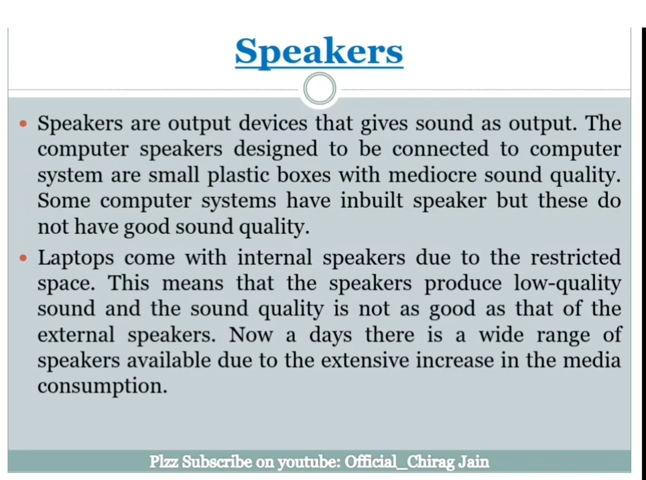 Speakers
• Speakers are output devices that gives sound as output. The
computer speakers designed to be connected to computer
system are small plastic boxes with mediocre sound quality.
Some computer systems have inbuilt speaker but these do
not have good sound quality.
• Laptops come with internal speakers due to the restricted
space. This means that the speakers produce low-quality
sound and the sound quality is not as good as that of the
external speakers. Now a days there is a wide range of
speakers available due to the extensive increase in the media
consumption.
Plzz Subscribe on youtube: Official_Chirag Jain